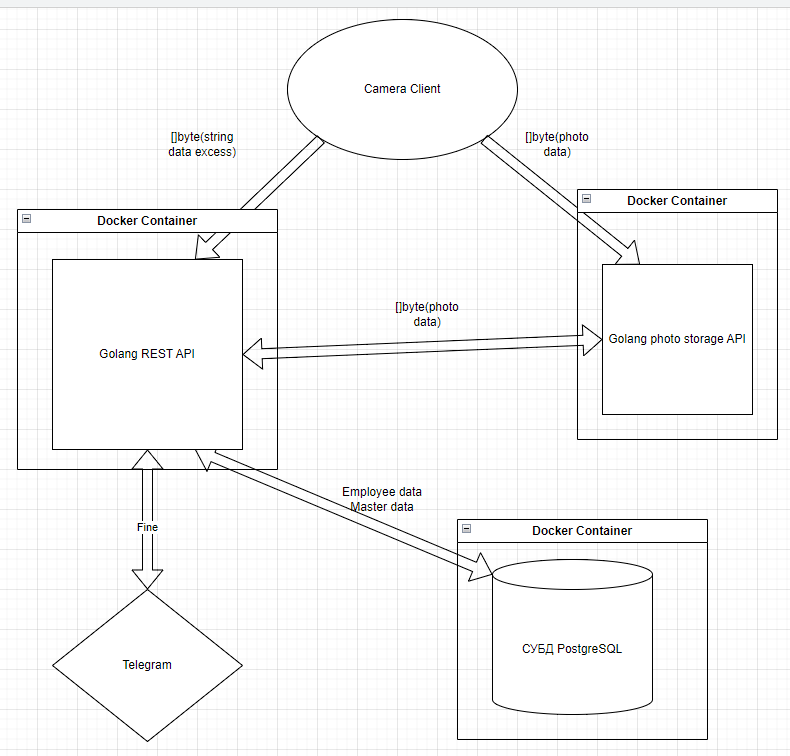 Camera Client
[]byte(string
data excess)
[]byte(photo
data)
Docker Container
Docker Container
[]byte(photo
data)
Golang REST API
Golang photo storage API
Employee data
Master data
Fine
Docker Container
Telegram
СУБД PostgreSQL